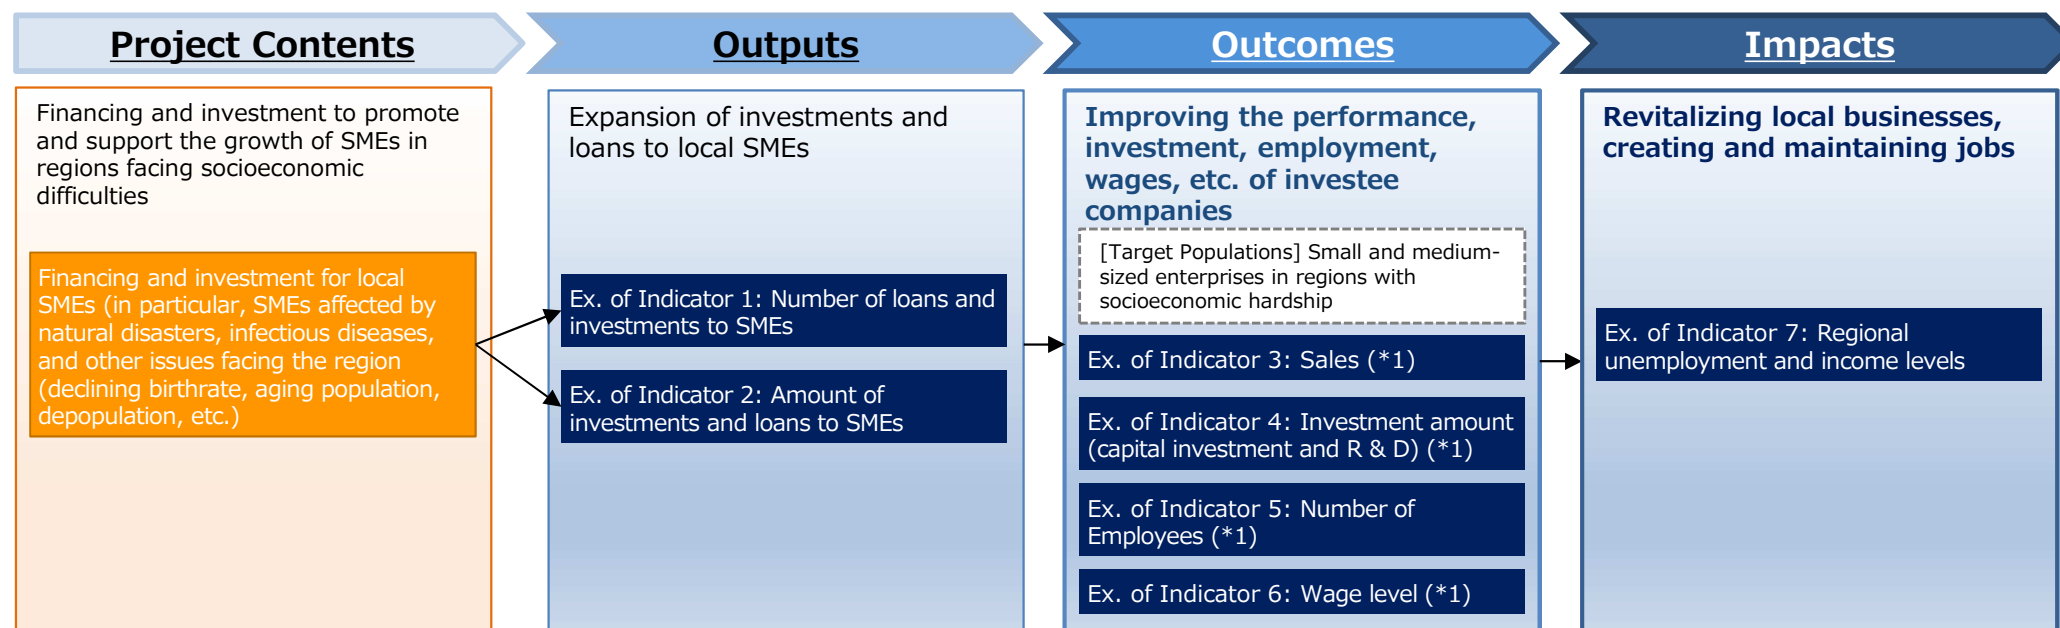 Project Contents
Outputs
Outcomes
Impacts
Financing and investment to promote
and support the growth of SMEs in
regions facing socioeconomic
difficulties
Financing and investment for local
SMEs (in particular, SMEs affected by
natural disasters, infectious diseases,
and other issues facing the region
(declining birthrate, aging population,
depopulation, etc.)
Expansion of investments and
loans to local SMEs
Ex. of Indicator 1: Number of loans and
investments to SMEs
Ex. of Indicator 2: Amount of
investments and loans to SMEs
Improving the performance,
investment, employment,
wages, etc. of investee
companies
[Target Populations] Small and medium-
sized enterprises in regions with
socioeconomic hardship
Ex. of Indicator 3: Sales (*1)
Ex. of Indicator 4: Investment amount
(capital investment and R & D) (*1)
Ex. of Indicator 5: Number of
Employees (*1)
Ex. of Indicator 6: Wage level (*1)
Revitalizing local businesses,
creating and maintaining jobs
Ex. of Indicator 7: Regional
unemployment and income levels